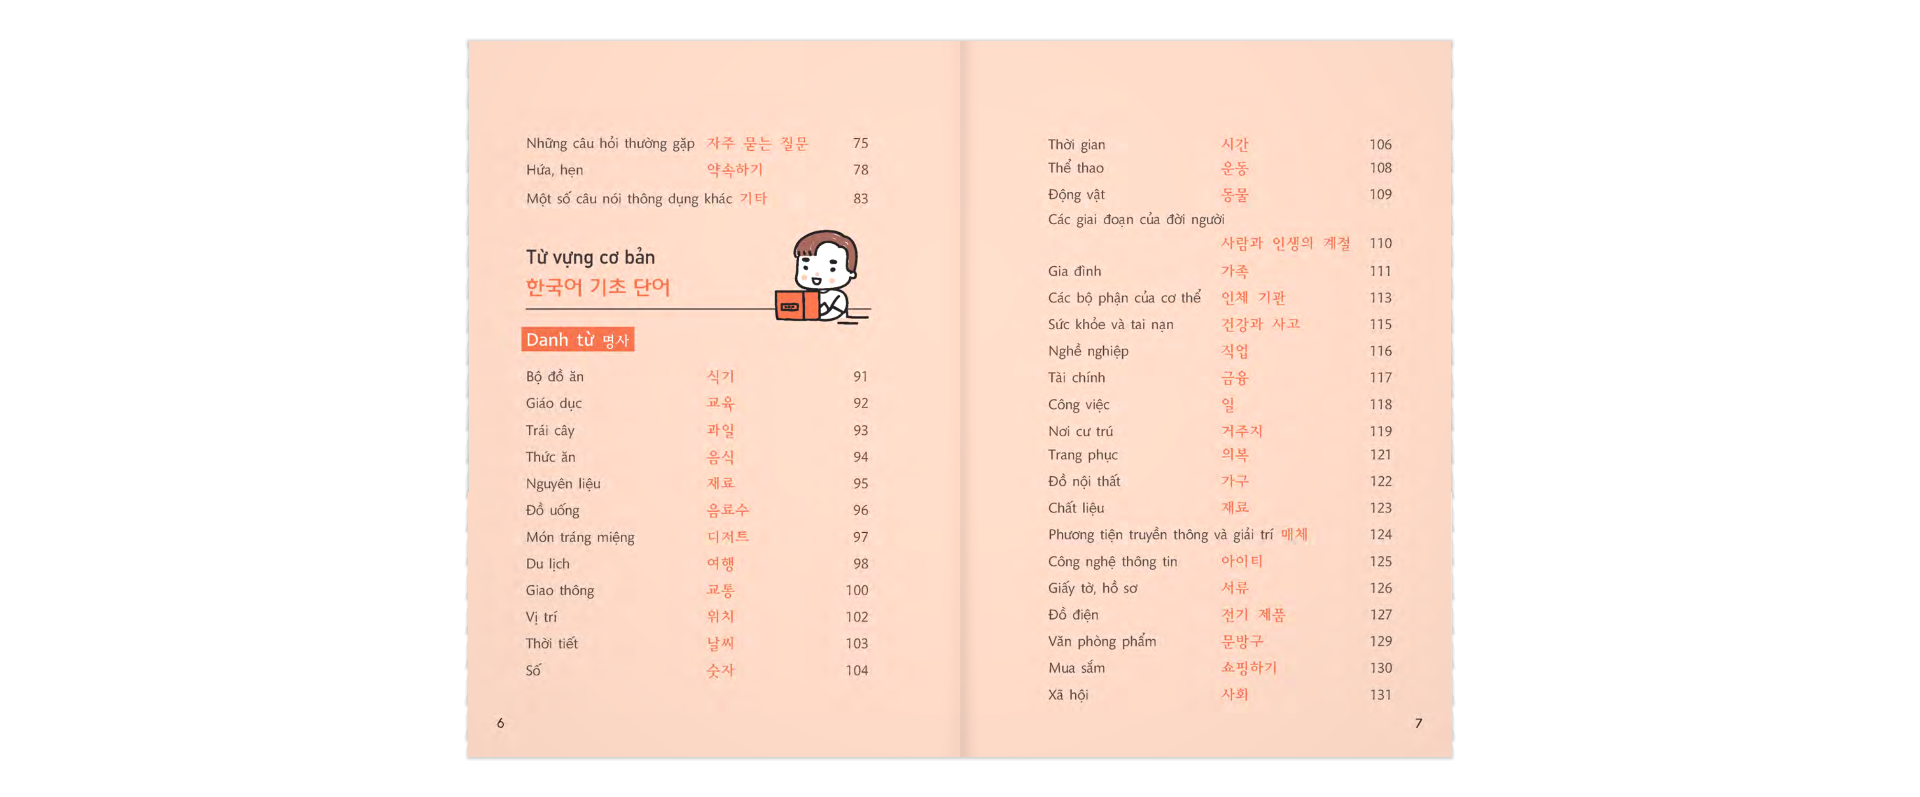 Những câu hỏi thường gặp 자주 묻는 질문 75
Hứa, hẹn 약속하기 78
Một số câu nói thông dụng khác 기타 83
Từ vựng cơ bản
한국어 기초 단어
Danh từ 명사
Bộ đồ ăn 식기 91
Giáo dục 교육 92
Trái cây 과일 93
Thức ăn 음식 94
Nguyên liệu 재료 95
Đồ uống 음료수 96
Món tráng miệng 디저트 97
Du lịch 여행 98
Giao thông 교통 100
Vị trí 위치 102
Thời tiết 날씨 103
Số 숫자 104
6
Thời gian 시간 106
Thể thao 운동 108
Động vật 동물 109
Các giai đoạn của đời người
사람과 인생의 계절 110
Gia đình 가족 111
Các bộ phận của cơ thể 인체 기관 113
Sức khỏe và tai nạn 건강과 사고 115
Nghề nghiệp 직업 116
Tài chính 금융 117
Công việc 일 118
Nơi cư trú 거주지 119
Trang phục 의복 121
Đồ nội thất 가구 122
Chất liệu 재료 123
Phương tiện truyền thông và giải trí 매체 124
Công nghệ thông tin 아이티 125
Giấy tờ, hồ sơ 서류 126
Đồ điện 전기 제품 127
Văn phòng phẩm 문방구 129
Mua sắm 쇼핑하기 130
Xã hội 사회 131
7